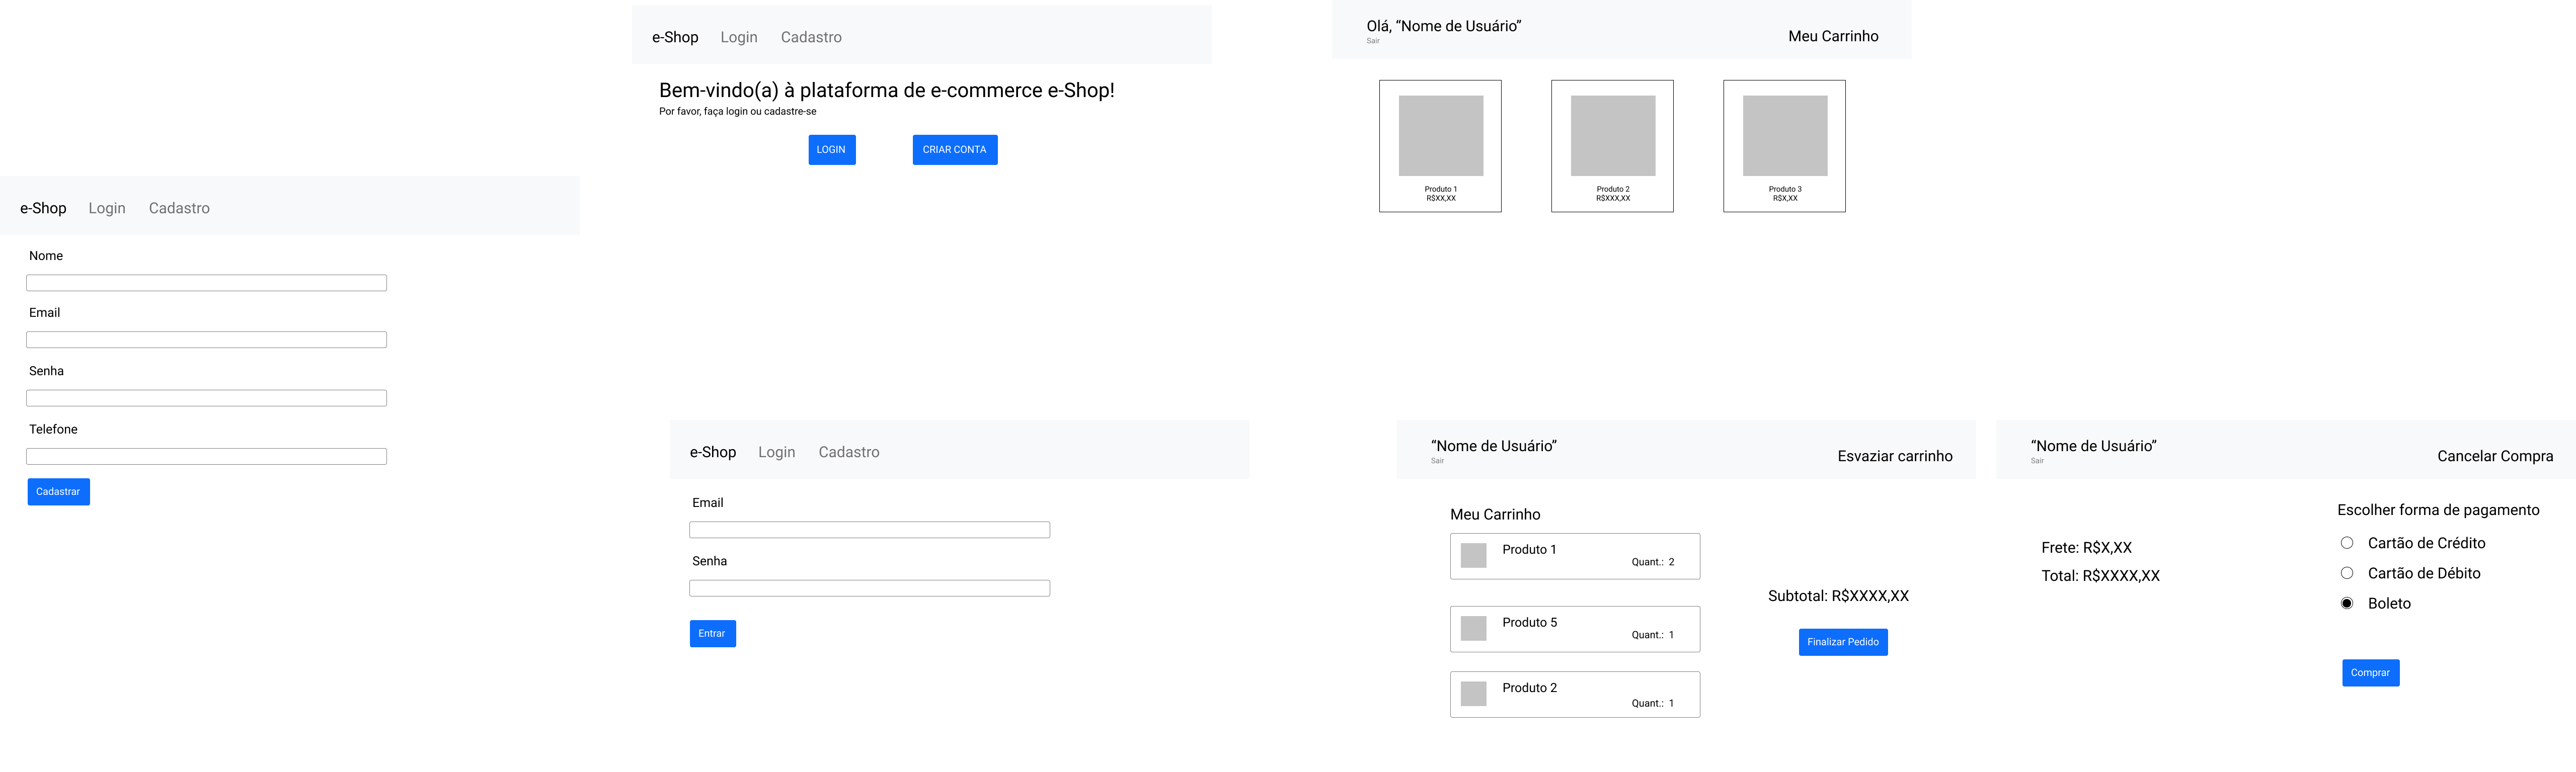 e-Shop Login Cadastro
Nome
Email
Senha
Telefone
Cadastrar
e-Shop Login Cadastro
Bem-vindo(a) à plataforma de e-commerce e-Shop!
Por favor, faça login ou cadastre-se
LOGIN CRIAR CONTA
e-Shop Login Cadastro
Email
Senha
Entrar
Olá, “Nome de Usuário”
Sair
Meu Carrinho
Produto 1
R$XX,XX
Produto 2
R$XXX,XX
Produto 3
R$X,XX
“Nome de Usuário”
Sair
Esvaziar carrinho
Meu Carrinho
Produto 1
Quant.: 2
Produto 5
Quant.: 1
Produto 2
Quant.: 1
Subtotal: R$XXXX,XX
Finalizar Pedido
“Nome de Usuário”
Sair
Cancelar Compra
Frete: R$X,XX
Total: R$XXXX,XX
Escolher forma de pagamento
Cartão de Crédito
Cartão de Débito
Boleto
Comprar